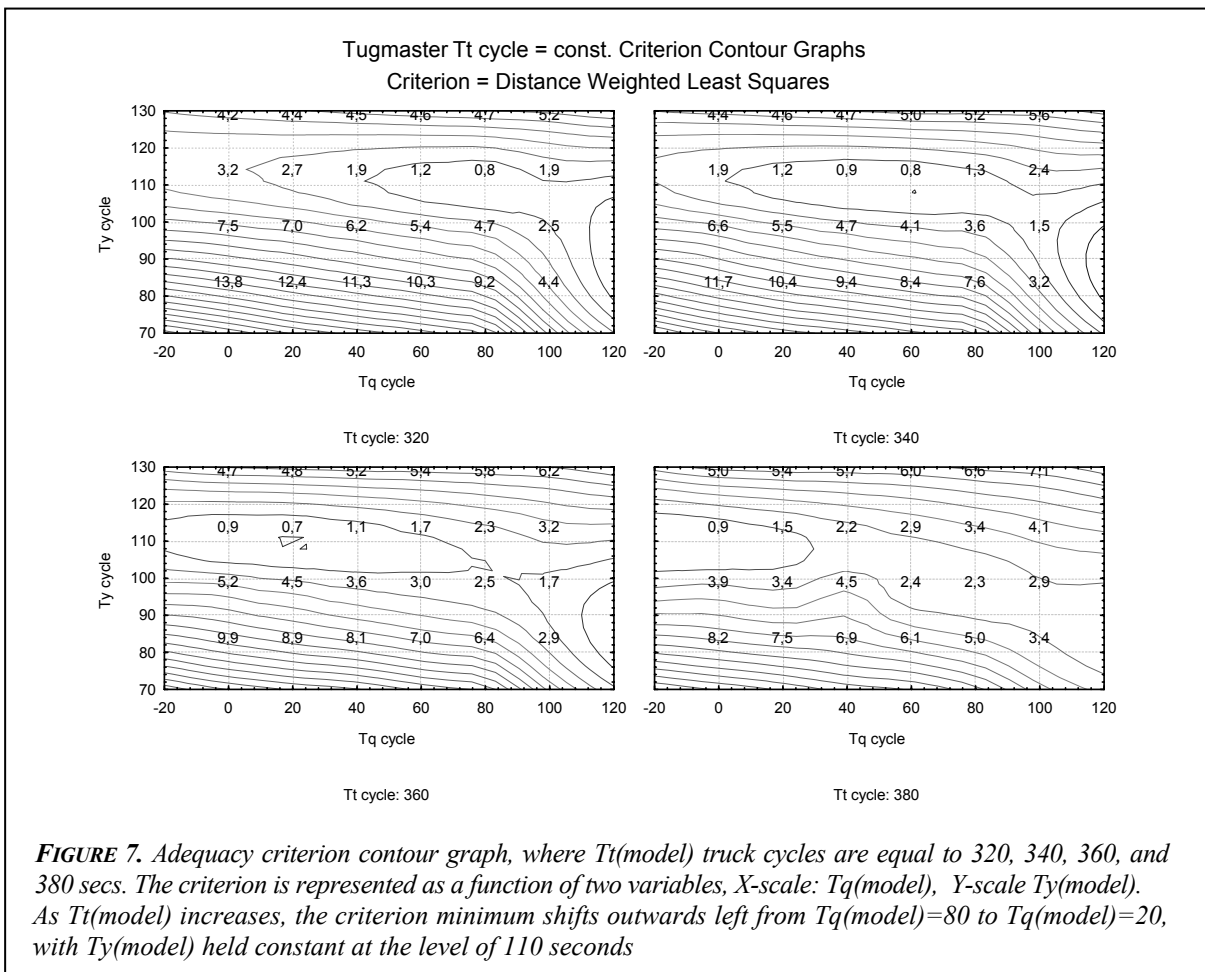 Tugmaster Tt cycle = const. Criterion Contour Graphs
Criterion = Distance Weighted Least Squares
130
120
110
100
90
80
70
Ty cycle
4,2 4,4 4,5 4,6 4,7 5,2
3,2 2,7 1,9 1,2 0,8 1,9
7,5 7,0 6,2 5,4 4,7 2,5
13,8 12,4 11,3 10,3 9,2 4,4
-20 0 20 40 60 80 100 120
Tq cycle
Tt cycle: 320
4,4 4,6 4,7 5,0 5,2 5,6
1,9 1,2 0,9 0,8 1,3 2,4
6,6 5,5 4,7 4,1 3,6 1,5
11,7 10,4 9,4 8,4 7,6 3,2
-20 0 20 40 60 80 100 120
Tq cycle
Tt cycle: 340
130
120
110
100
90
80
70
Ty cycle
4,7 4,8 5,2 5,4 5,8 6,2
0,9 0,7 1,1 1,7 2,3 3,2
5,2 4,5 3,6 3,0 2,5 1,7
9,9 8,9 8,1 7,0 6,4 2,9
-20 0 20 40 60 80 100 120
Tq cycle
Tt cycle: 360
5,0 5,4 5,7 6,0 6,6 7,1
0,9 1,5 2,2 2,9 3,4 4,1
3,9 3,4 4,5 2,4 2,3 2,9
8,2 7,5 6,9 6,1 5,0 3,4
-20 0 20 40 60 80 100 120
Tq cycle
Tt cycle: 380
FIGURE 7. Adequacy criterion contour graph, where Tt(model) truck cycles are equal to 320, 340, 360, and
380 secs. The criterion is represented as a function of two variables, X-scale: Tq(model), Y-scale Ty(model).
As Tt(model) increases, the criterion minimum shifts outwards left from Tq(model)=80 to Tq(model)=20,
with Ty(model) held constant at the level of 110 seconds